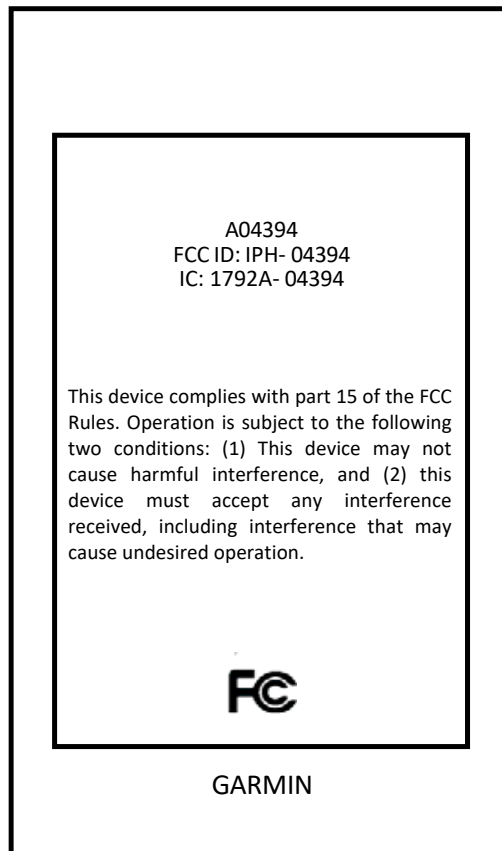 A04394
FCC ID: IPH- 04394
IC: 1792A- 04394
This device complies with part 15 of the FCC
Rules. Operation is subject to the following
two conditions: (1) This device may not
cause harmful interference, and (2) this
device must accept any interference
received, including interference that may
cause undesired operation.
FC
GARMIN